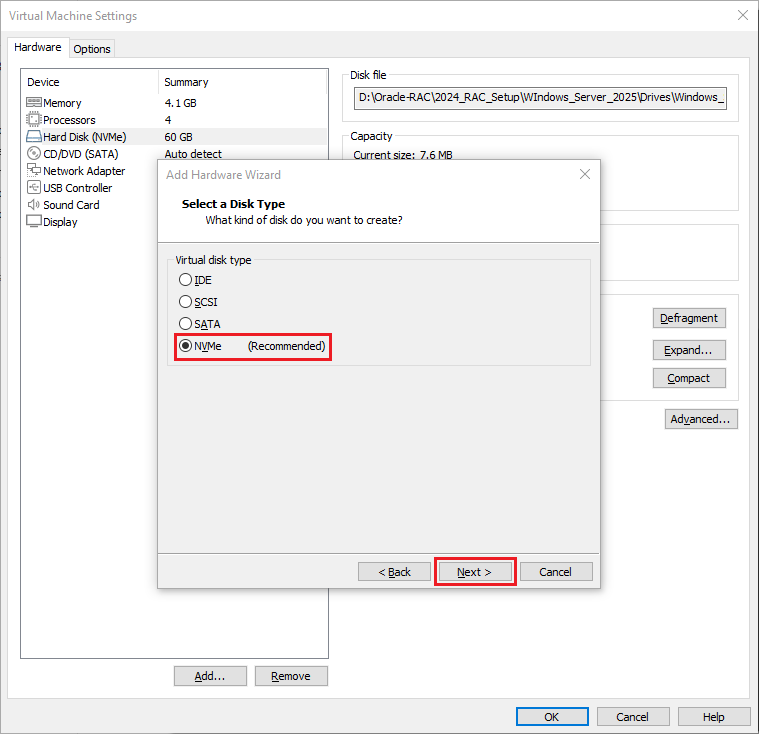 Virtual Machine Settings
Hardware Options
Device Summary
Memory 4.1 GB
Processors 4
Hard Disk (NVMe) 60 GB
CD/DVD (SATA) Auto detect
Network Adapter
USB Controller
Sound Card
Display
Disk file
D:\Oracle-RAC\2024_RAC_Setup\WIndows_Server_2025\Drives\Windows_
Capacity
Current size: 7.6 MB
Add Hardware Wizard
Select a Disk Type
What kind of disk do you want to create?
Virtual disk type
IDE
SCSI
SATA
NVMe (Recommended)
< Back Next > Cancel
Defragment
Expand...
Compact
Advanced...
Add... Remove
OK Cancel Help